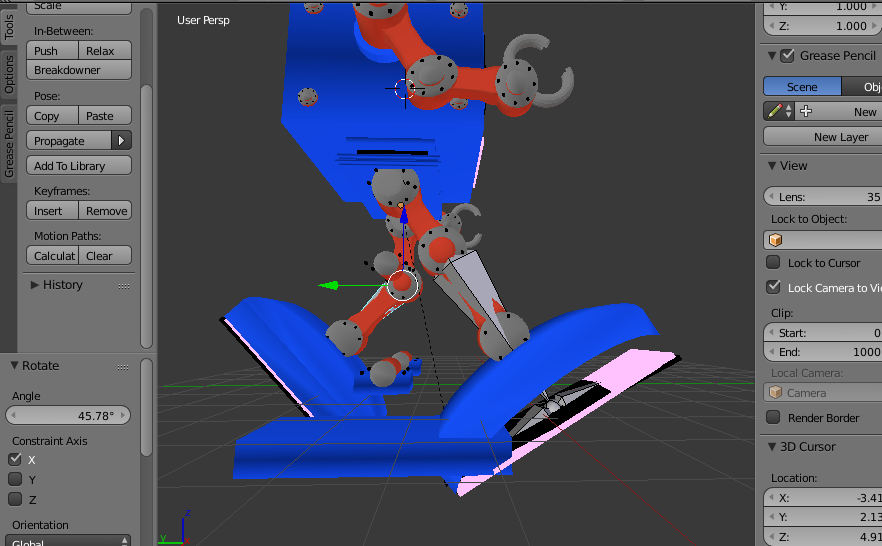 Tools
Options
Grease Pencil
Scale
In-Between:
Push Relax
Breakdowner
Pose:
Copy Paste
Propagate
Add To Library
Keyframes:
Insert Remove
Motion Paths:
Calculat Clear
History
Rotate
Angle
45.78°
Constraint Axis
X
Y
Z
Orientation
Global
User Persp
z
y
Y: 1.000
Z: 1.000
Grease Pencil
Scene Obj
New
New Layer
View
Lens: 35
Lock to Object:
Lock to Cursor
Lock Camera to Vie
Clip:
Start: 0
End: 1000
Local Camera:
Camera
Render Border
3D Cursor
Location:
X: -3.41
Y: 2.13
Z: 4.91